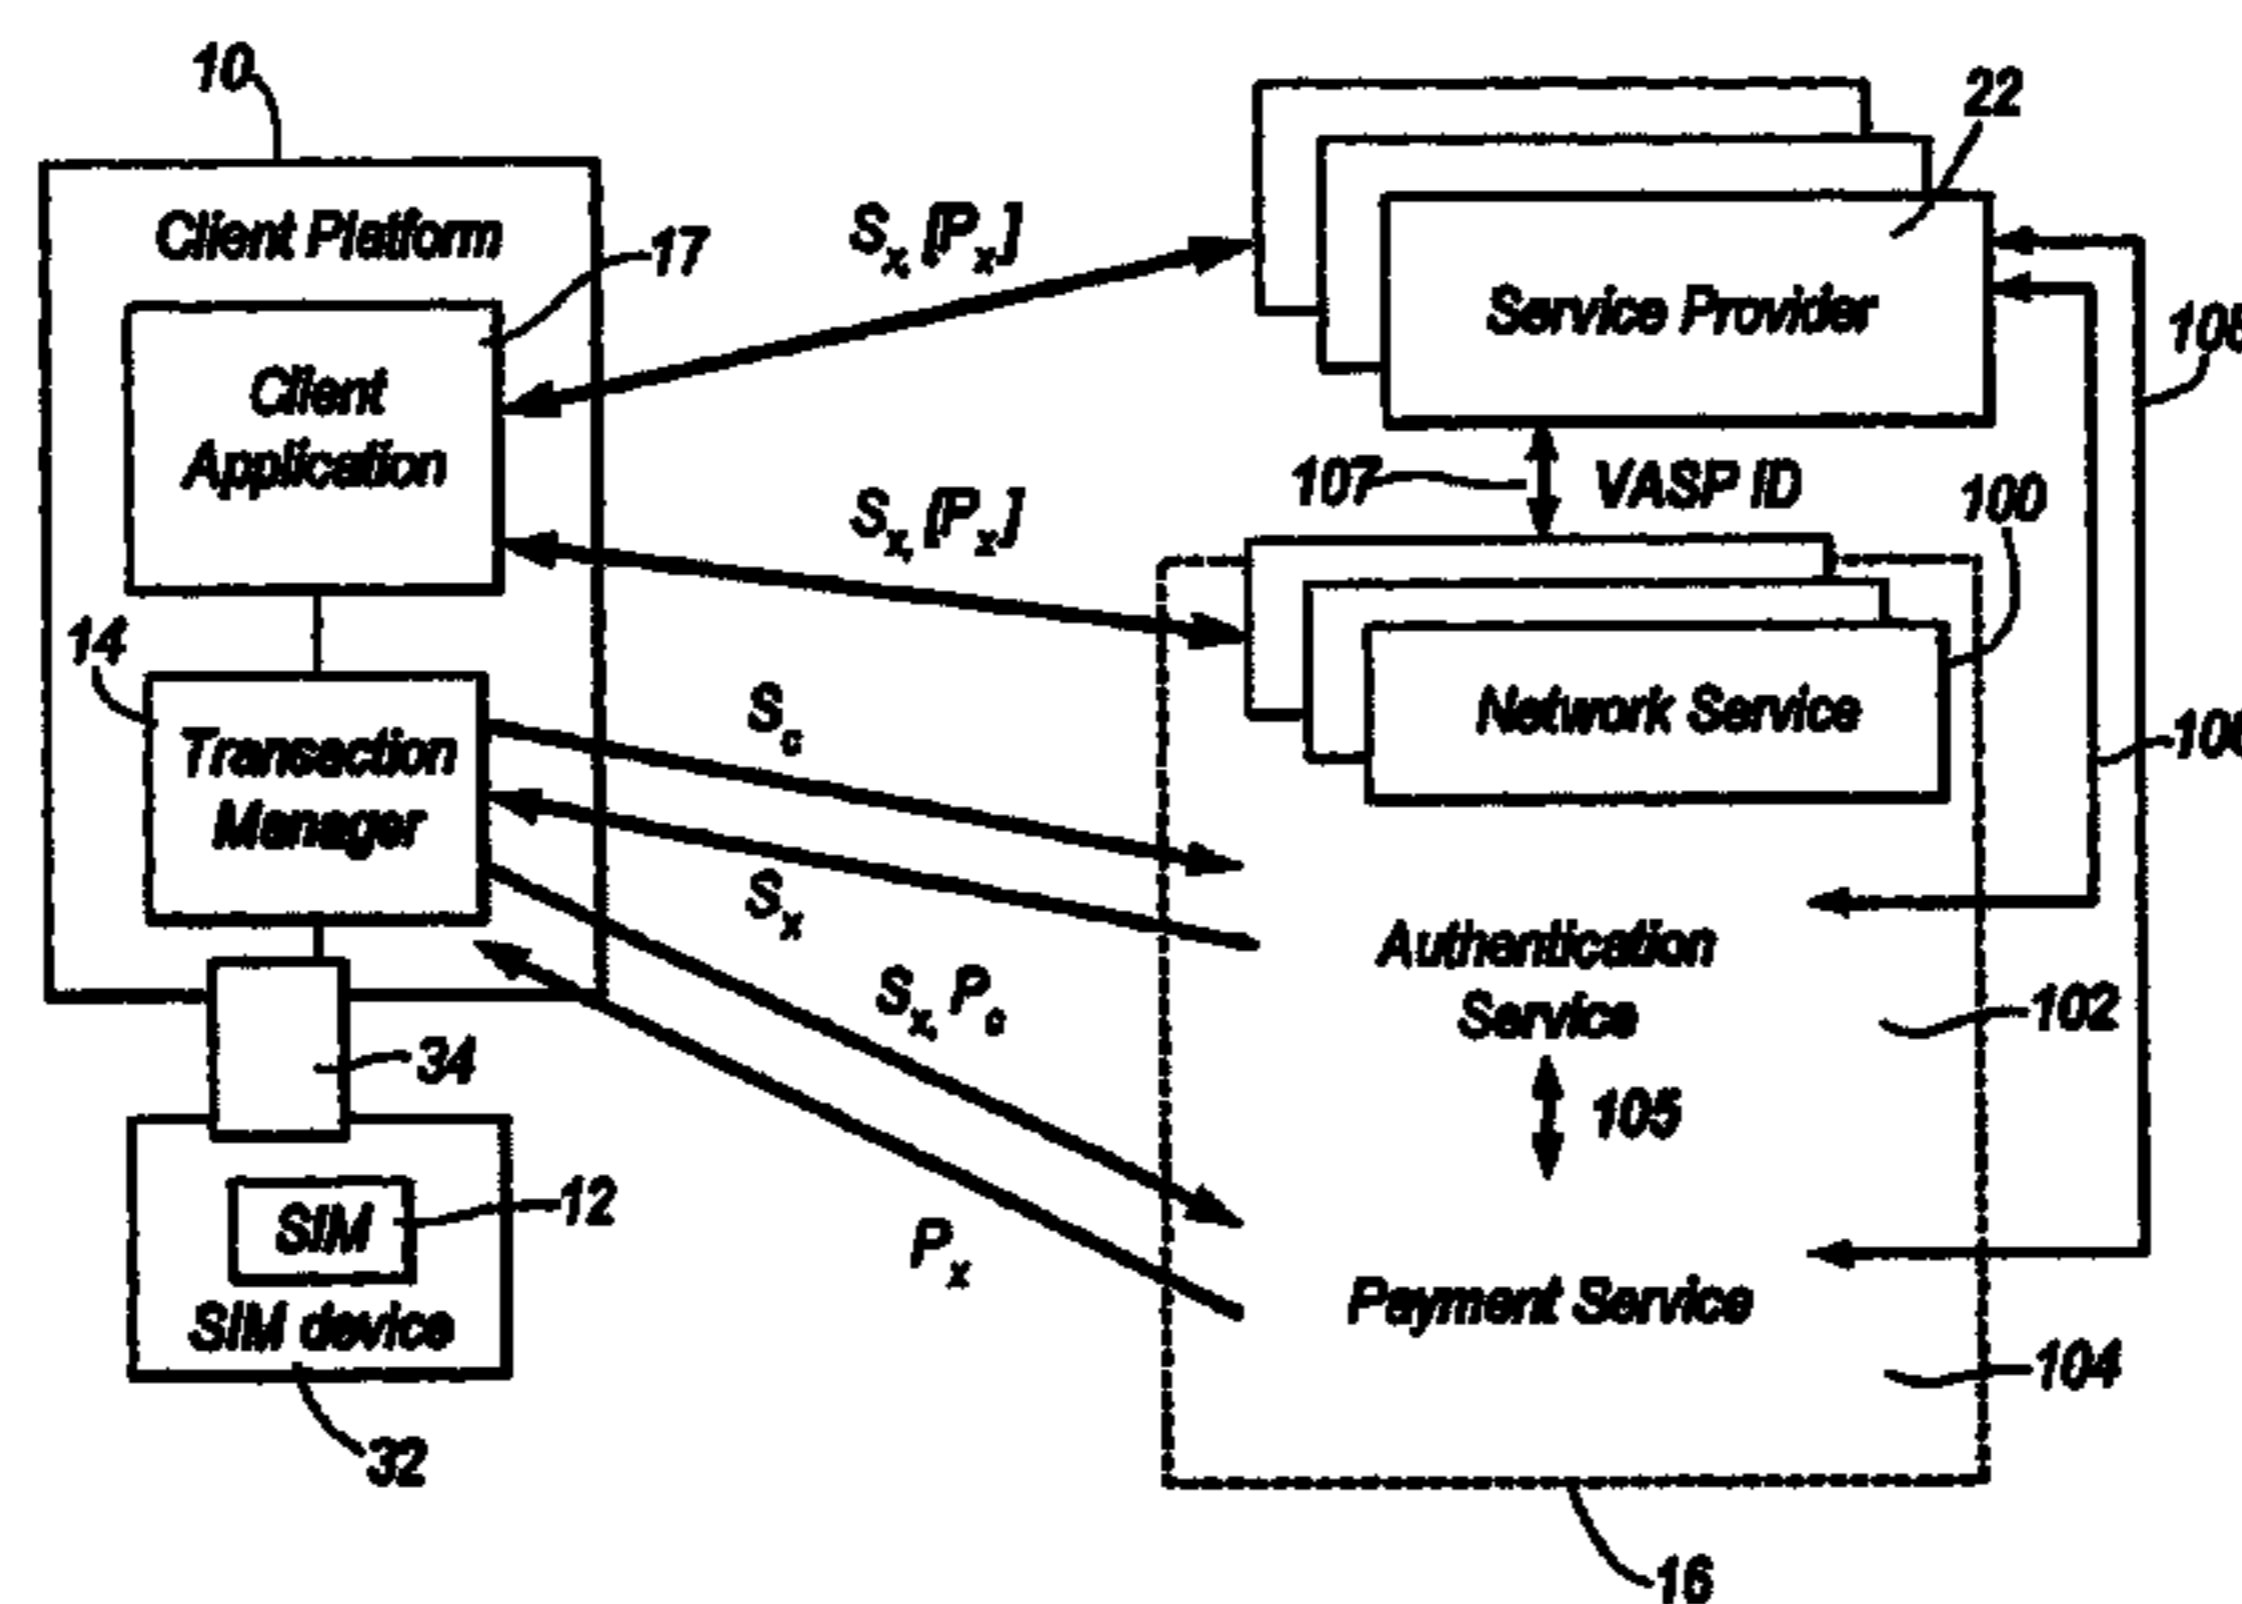 10
22
Client Platform
17
Sx, [Px]
Service Provider
Client
Application
107
VASP ID
100
Sx, [Px]
14
Transaction
Manager
Sc
Network Service
Sx
Authentication
Service
102
Sx, Pc
34
105
SIM
12
Px
SIM device
Payment Service
104
32
16